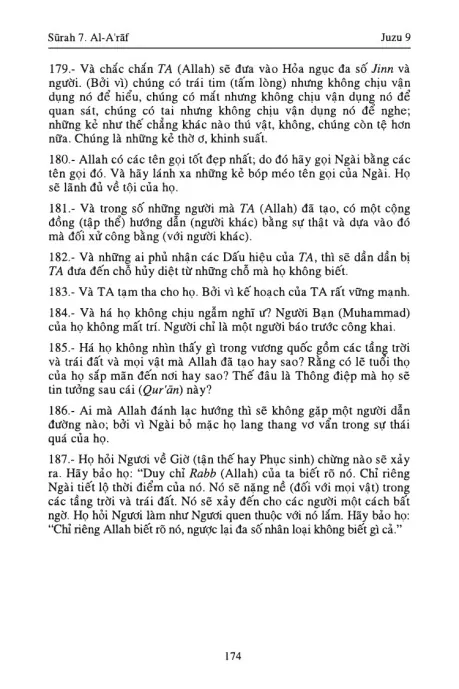 Sūrah 7. Al-A'rāf
Juzu 9
179.- Và chắc chắn TA (Allah) sẽ đưa vào Hỏa ngục đa số Jinn và
người. (Bởi vì) chúng có trái tim (tấm lòng) nhưng không chịu vận
dụng nó để hiểu, chúng có mắt nhưng không chịu vận dụng nó để
quan sát, chúng có tai nhưng không chịu vận dụng nó để nghe;
những kẻ như thế chẳng khác nào thú vật, không, chúng còn tệ hơn
nữa. Chúng là những kẻ thờ ơ, khinh suất.
180.- Allah có các tên gọi tốt đẹp nhất; do đó hãy gọi Ngài bằng các
tên gọi đó. Và hãy lánh xa những kẻ bóp méo tên gọi của Ngài. Họ
sẽ lãnh đủ về tội của họ.
181.- Và trong số những người mà TA (Allah) đã tạo, có một cộng
đồng (tập thể) hướng dẫn (người khác) bằng sự thật và dựa vào đó
mà đối xử công bằng (với người khác).
182.- Và những ai phủ nhận các Dấu hiệu của TA, thì sẽ dần dần bị
TA đưa đến chỗ hủy diệt từ những chỗ mà họ không biết.
183.- Và TA tạm tha cho họ. Bởi vì kế hoạch của TA rất vững mạnh.
184.- Và há họ không chịu ngẫm nghĩ ư? Người Bạn (Muhammad)
của họ không mất trí. Người chỉ là một người báo trước công khai.
185.- Há họ không nhìn thấy gì trong vương quốc gồm các tầng trời
và trái đất và mọi vật mà Allah đã tạo hay sao? Rằng có lẽ tuổi thọ
của họ sắp mãn đến nơi hay sao? Thế đâu là Thông điệp mà họ sẽ
tin tưởng sau cái (Qur'ān) này?
186.- Ai mà Allah đánh lạc hướng thì sẽ không gặp một người dẫn
đường nào; bởi vì Ngài bỏ mặc họ lang thang vơ vẩn trong sự thái
quá của họ.
187.- Họ hỏi Ngươi về Giờ (tận thế hay Phục sinh) chừng nào sẽ xảy
ra. Hãy bảo họ: “Duy chỉ Rabb (Allah) của ta biết rõ nó. Chỉ riêng
Ngài tiết lộ thời điểm của nó. Nó sẽ nặng nề (đối với mọi vật) trong
các tầng trời và trái đất. Nó sẽ xảy đến cho các người một cách bất
ngờ. Họ hỏi Ngươi làm như Ngươi quen thuộc với nó lắm. Hãy bảo họ:
“Chỉ riêng Allah biết rõ nó, ngược lại đa số nhân loại không biết gì cả.”
174